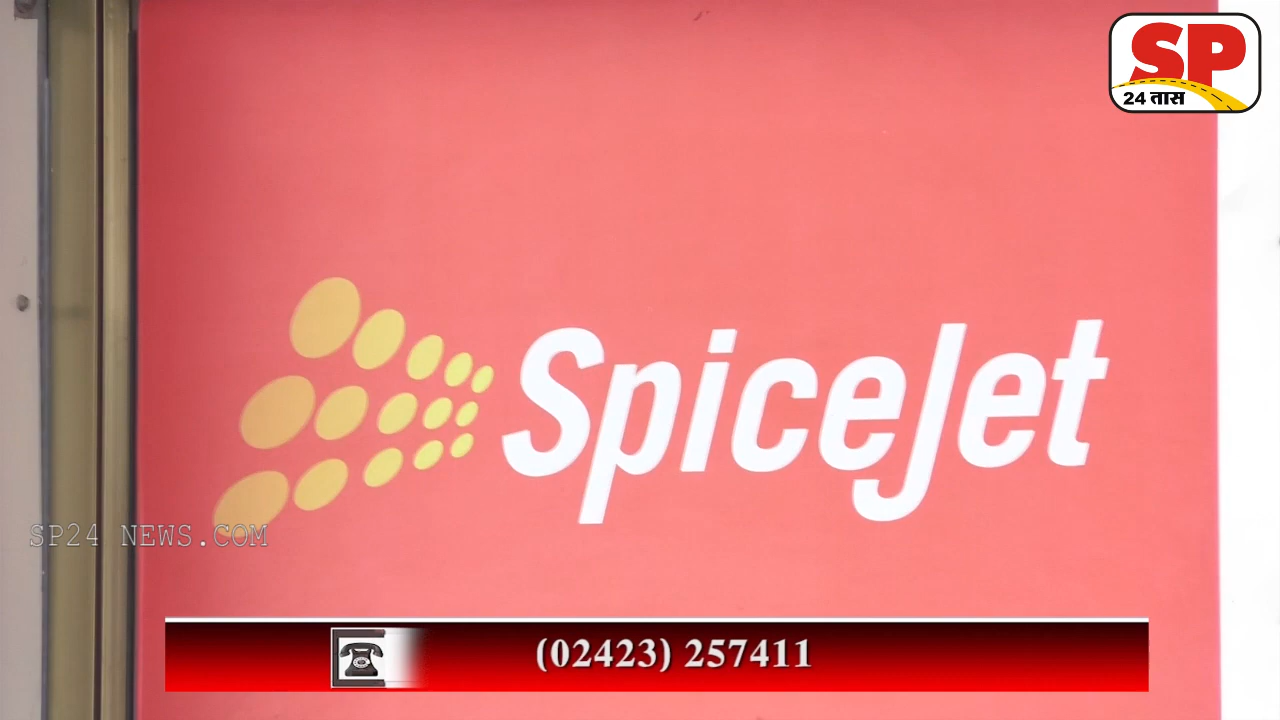 SP
24 तास
SpiceJet
SP24 NEWS.COM
(02423) 257411